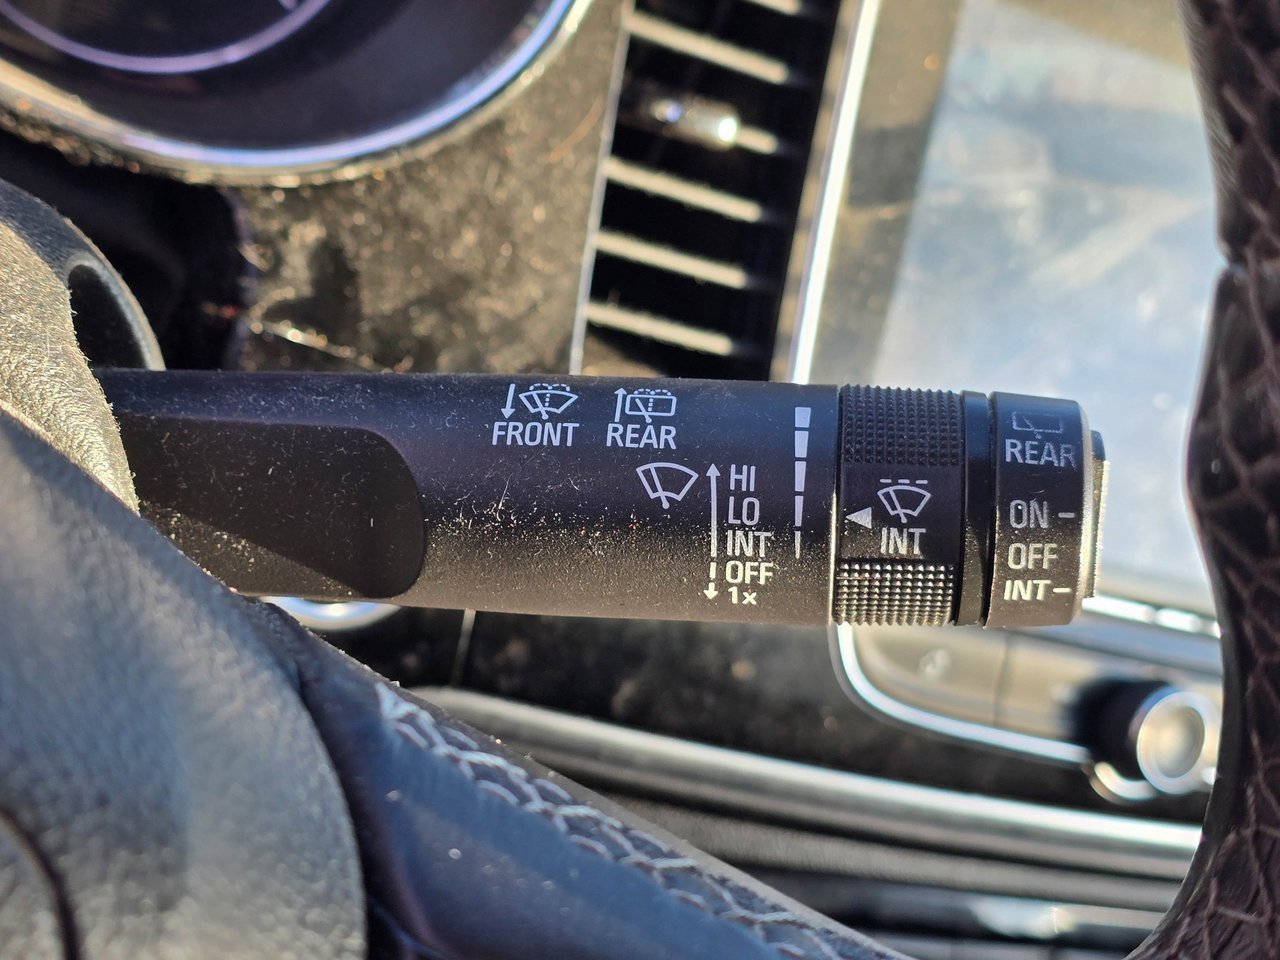 FRONT
REAR
HI
LO
INT
OFF
1x
INT
REAR
ON -
OFF
INT -